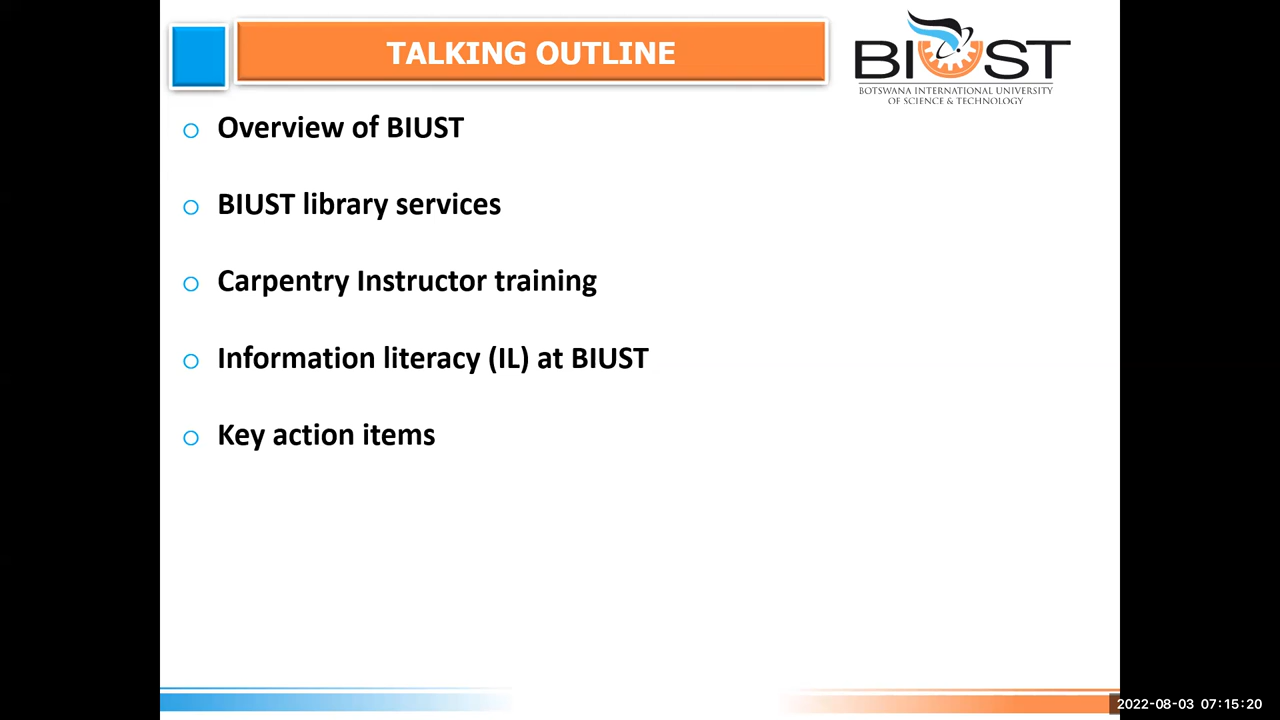 TALKING OUTLINE
BIUST
BOTSWANA INTERNATIONAL UNIVERSITY
OF SCIENCE & TECHNOLOGY
Overview of BIUST
BIUST library services
Carpentry Instructor training
Information literacy (IL) at BIUST
Key action items
2022-08-03 07:15:20